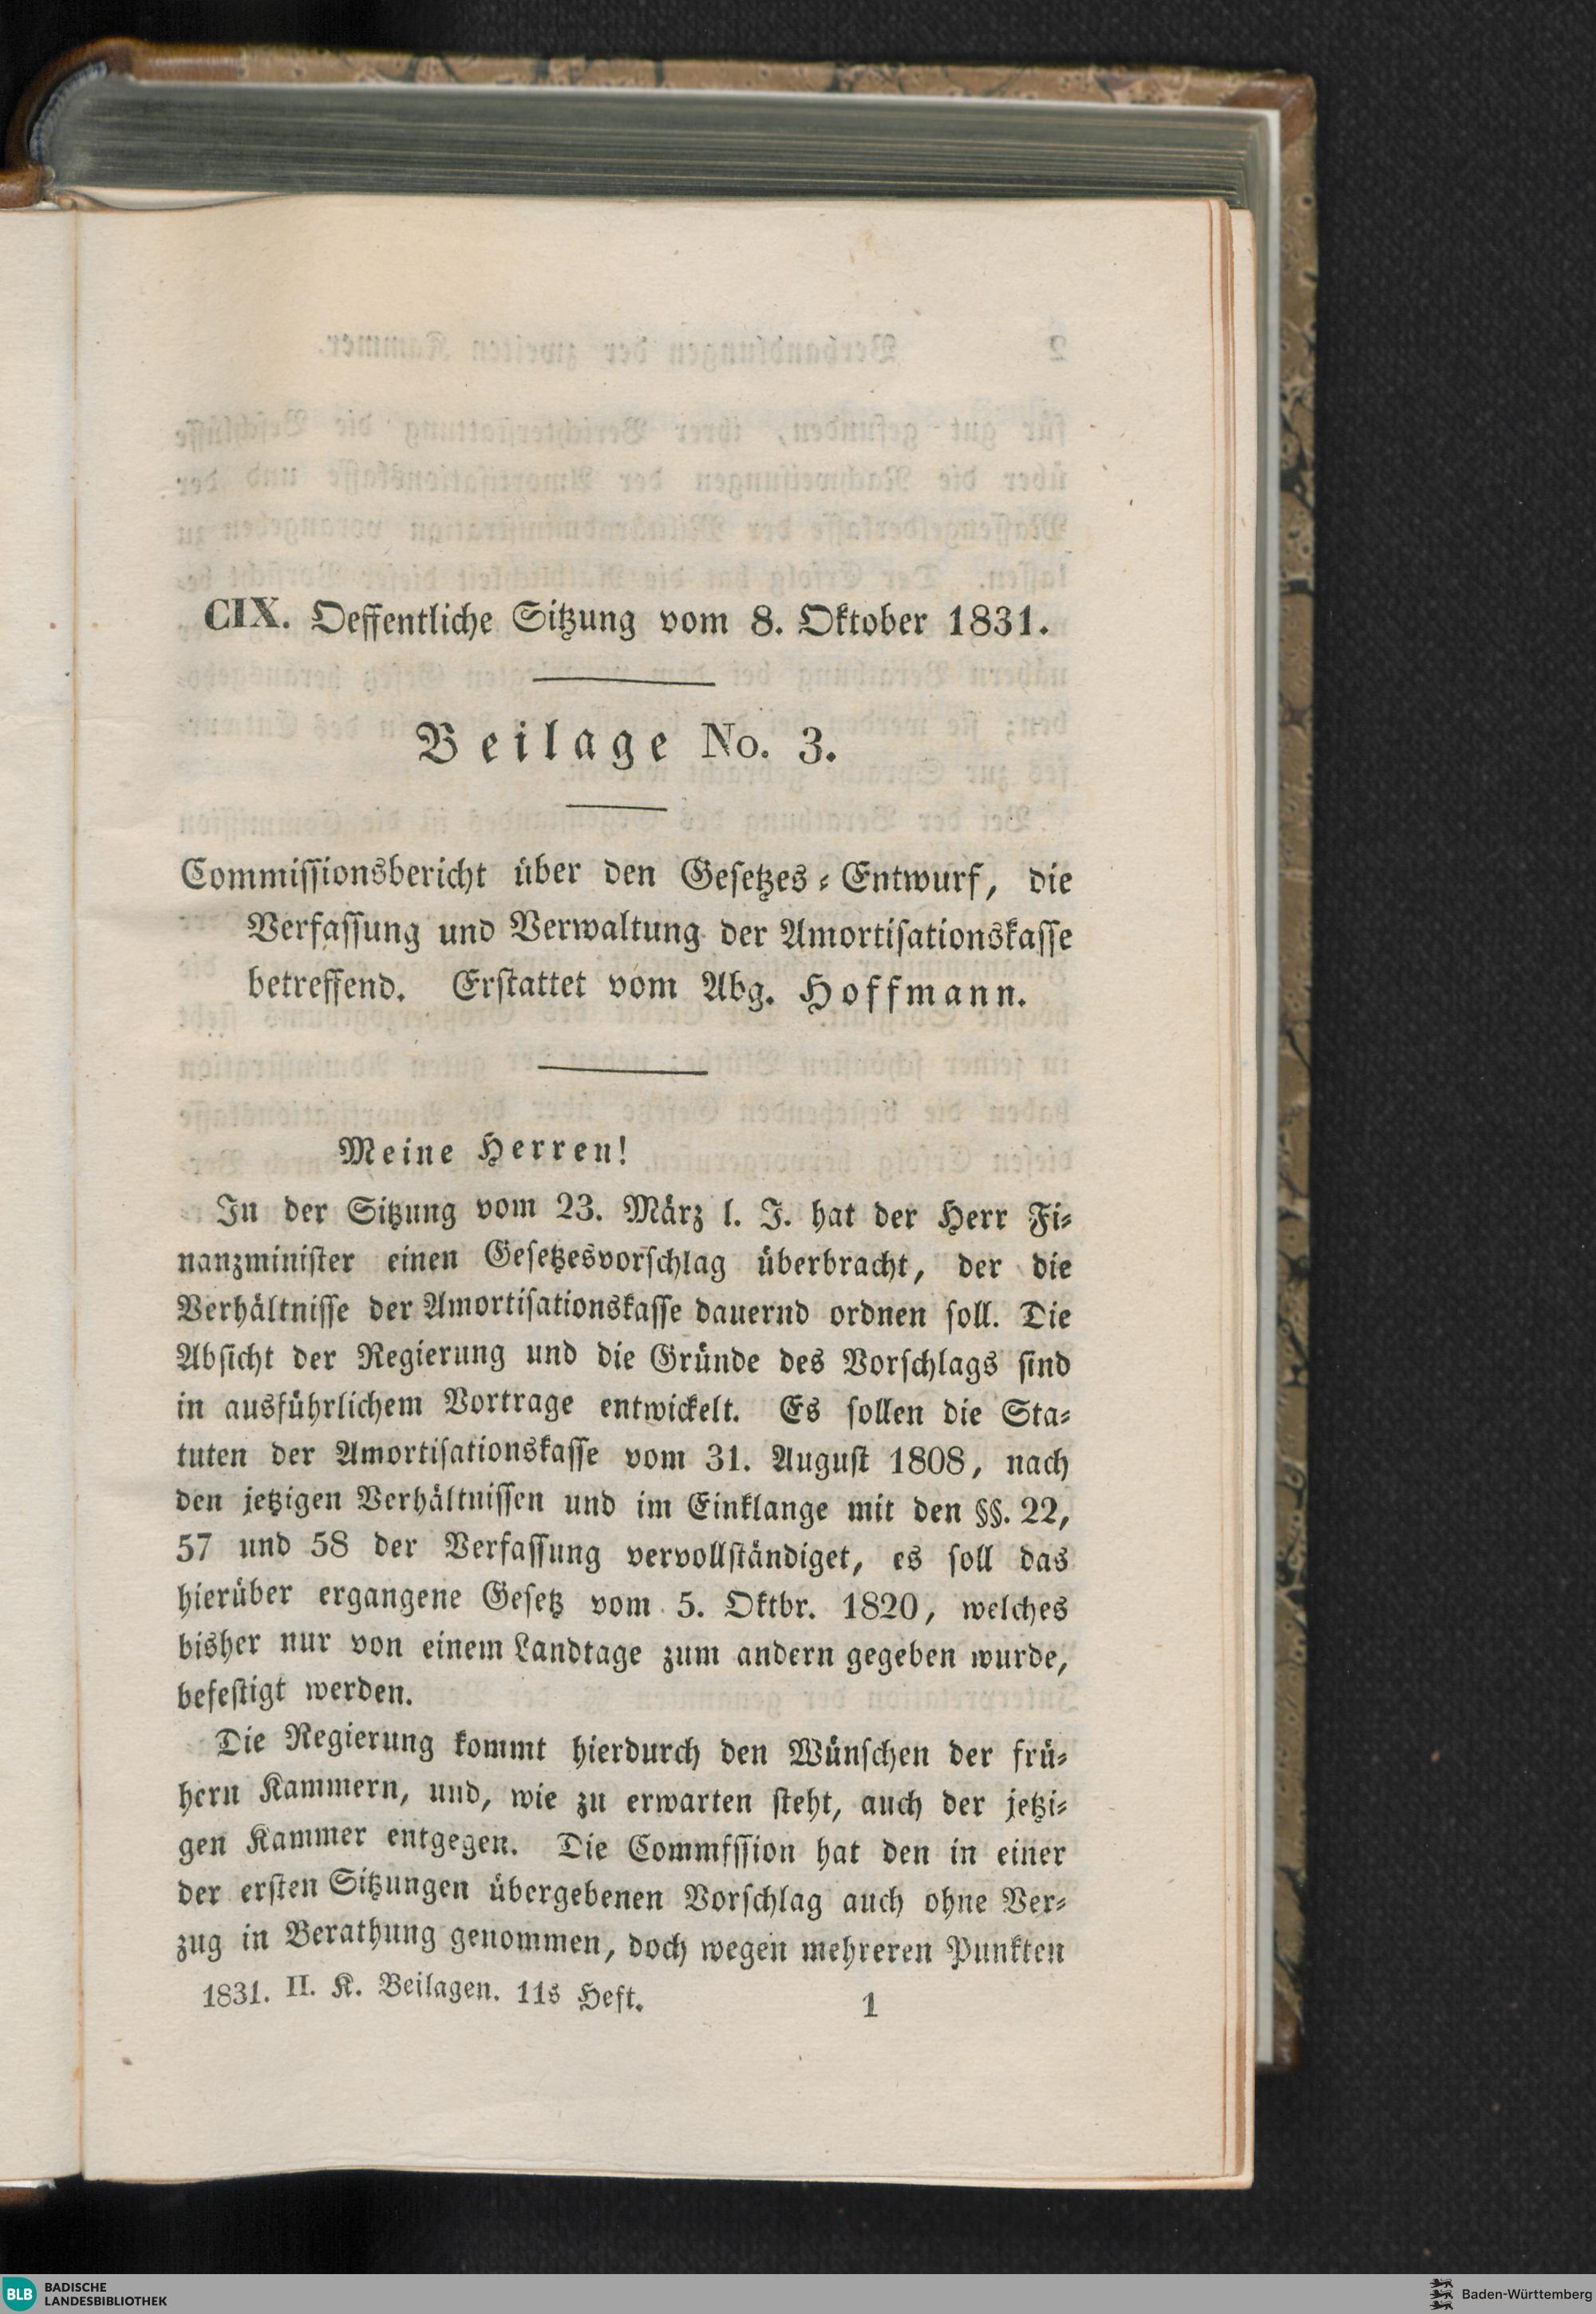 CIX. Oeffentliche Sitzung vom 8. Oktober 1831.
Beilage No. 3.
Commissionsbericht über den Gesetzes-Entwurf, die
Verfassung und Verwaltung der Amortisationskasse
betreffend. Erstattet vom Abg. Hoffmann.
Meine Herren!
In der Sitzung vom 23. März l. J. hat der Herr Fi-
nanzminister einen Gesetzesvorschlag überbracht, der die
Verhältnisse der Amortisationskasse dauernd ordnen soll. Die
Absicht der Regierung und die Gründe des Vorschlags sind
in ausführlichem Vortrage entwickelt. Es sollen die Sta-
tuten der Amortisationskasse vom 31. August 1808, nach
den jetzigen Verhältnissen und im Einklange mit den §§. 22,
57 und 58 der Verfassung vervollständiget, es soll das
hierüber ergangene Gesetz vom 5. Oktbr. 1820, welches
bisher nur von einem Landtage zum andern gegeben wurde,
befestigt werden.
Die Regierung kommt hierdurch den Wünschen der frü-
hern Kammern, und, wie zu erwarten steht, auch der jetzi-
gen Kammer entgegen. Die Commfssion hat den in einer
der ersten Sitzungen übergebenen Vorschlag auch ohne Ver-
zug in Berathung genommen, doch wegen mehreren Punkten
1831. II. K. Beilagen. 11s Heft. 1
BLB BADISCHE
LANDESBIBLIOTHEK
Baden-Württemberg